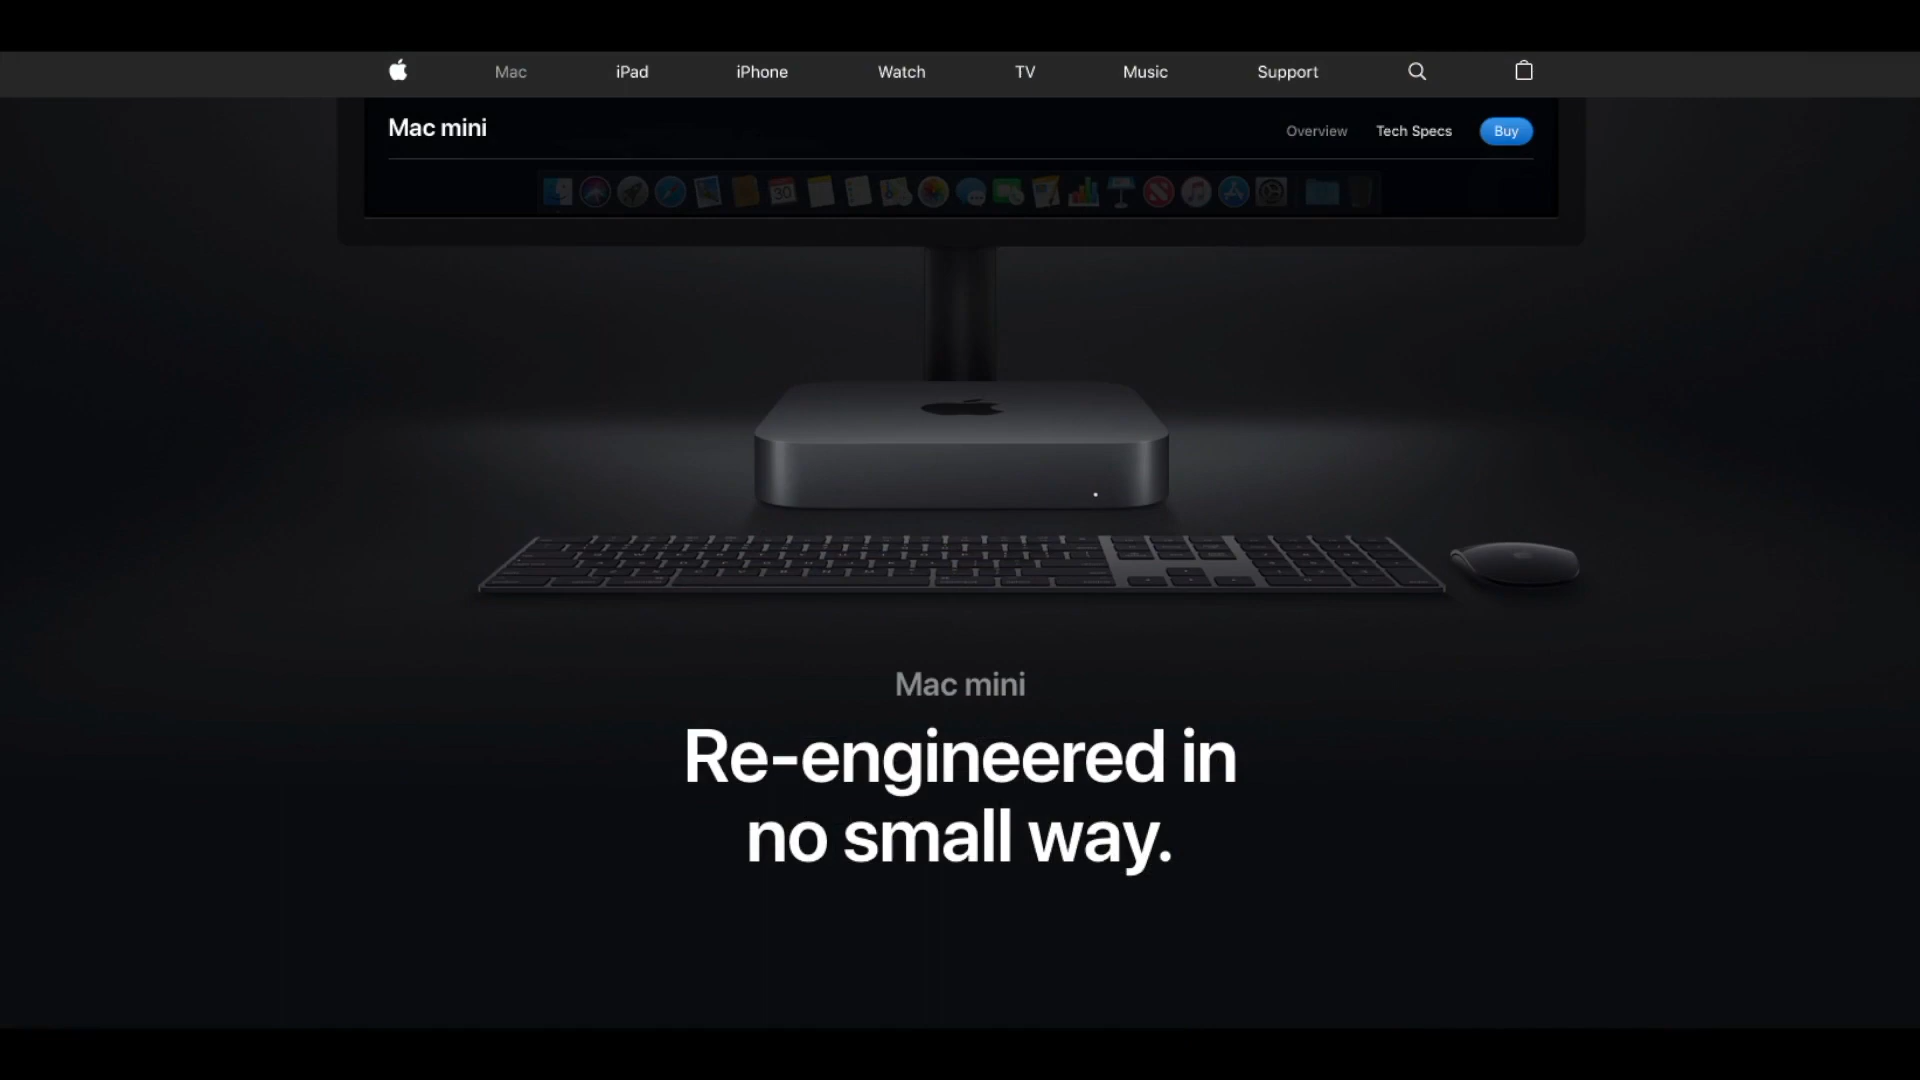 Mac iPad iPhone Watch TV Music Support
Mac mini
Overview Tech Specs Buy
30
Mac mini
Re-engineered in
no small way.